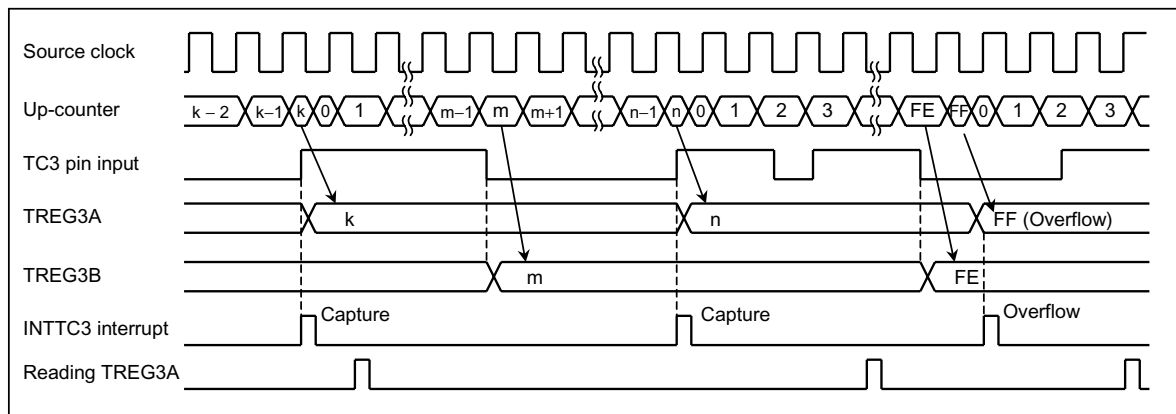 Source clock
Up-counter k – 2 k–1 k 0 1 m–1 m m+1 n–1 n 0 1 2 3 FE FF 0 1 2 3
TC3 pin input
TREG3A k n FF (Overflow)
TREG3B m FE
INTTC3 interrupt Capture Capture Overflow
Reading TREG3A